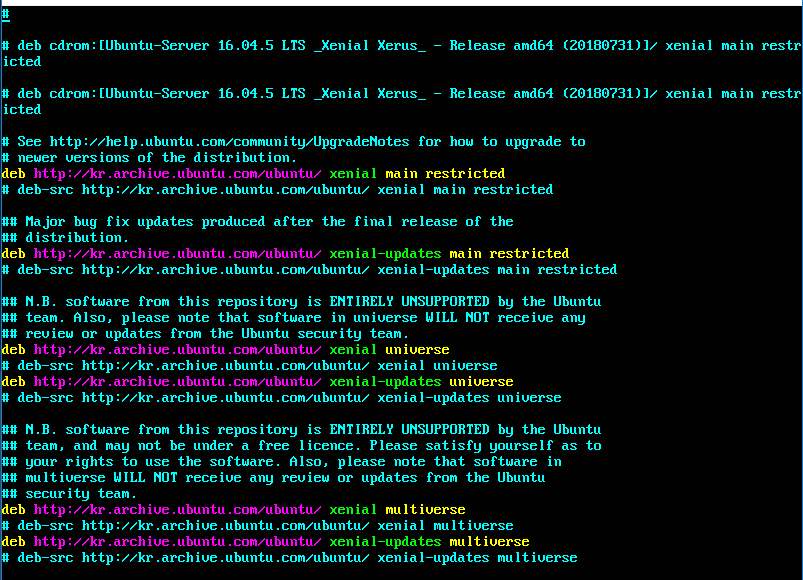 #
# deb cdrom:[Ubuntu-Server 16.04.5 LTS _Xenial Xerus_ - Release amd64 (20180731)]/ xenial main restr
icted
# deb cdrom:[Ubuntu-Server 16.04.5 LTS _Xenial Xerus_ - Release amd64 (20180731)]/ xenial main restr
icted
# See http://help.ubuntu.com/community/UpgradeNotes for how to upgrade to
# newer versions of the distribution.
deb http://kr.archive.ubuntu.com/ubuntu/ xenial main restricted
# deb-src http://kr.archive.ubuntu.com/ubuntu/ xenial main restricted
## Major bug fix updates produced after the final release of the
## distribution.
deb http://kr.archive.ubuntu.com/ubuntu/ xenial-updates main restricted
# deb-src http://kr.archive.ubuntu.com/ubuntu/ xenial-updates main restricted
## N.B. software from this repository is ENTIRELY UNSUPPORTED by the Ubuntu
## team. Also, please note that software in universe WILL NOT receive any
## review or updates from the Ubuntu security team.
deb http://kr.archive.ubuntu.com/ubuntu/ xenial universe
# deb-src http://kr.archive.ubuntu.com/ubuntu/ xenial universe
deb http://kr.archive.ubuntu.com/ubuntu/ xenial-updates universe
# deb-src http://kr.archive.ubuntu.com/ubuntu/ xenial-updates universe
## N.B. software from this repository is ENTIRELY UNSUPPORTED by the Ubuntu
## team, and may not be under a free licence. Please satisfy yourself as to
## your rights to use the software. Also, please note that software in
## multiverse WILL NOT receive any review or updates from the Ubuntu
## security team.
deb http://kr.archive.ubuntu.com/ubuntu/ xenial multiverse
# deb-src http://kr.archive.ubuntu.com/ubuntu/ xenial multiverse
deb http://kr.archive.ubuntu.com/ubuntu/ xenial-updates multiverse
# deb-src http://kr.archive.ubuntu.com/ubuntu/ xenial-updates multiverse